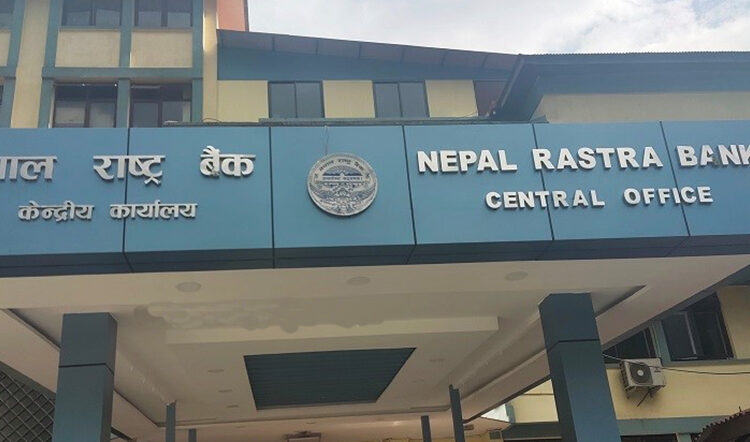 राष्ट्र बैंक
केन्द्रीय कार्यालय
NEPAL RASTRA BANK
CENTRAL OFFICE